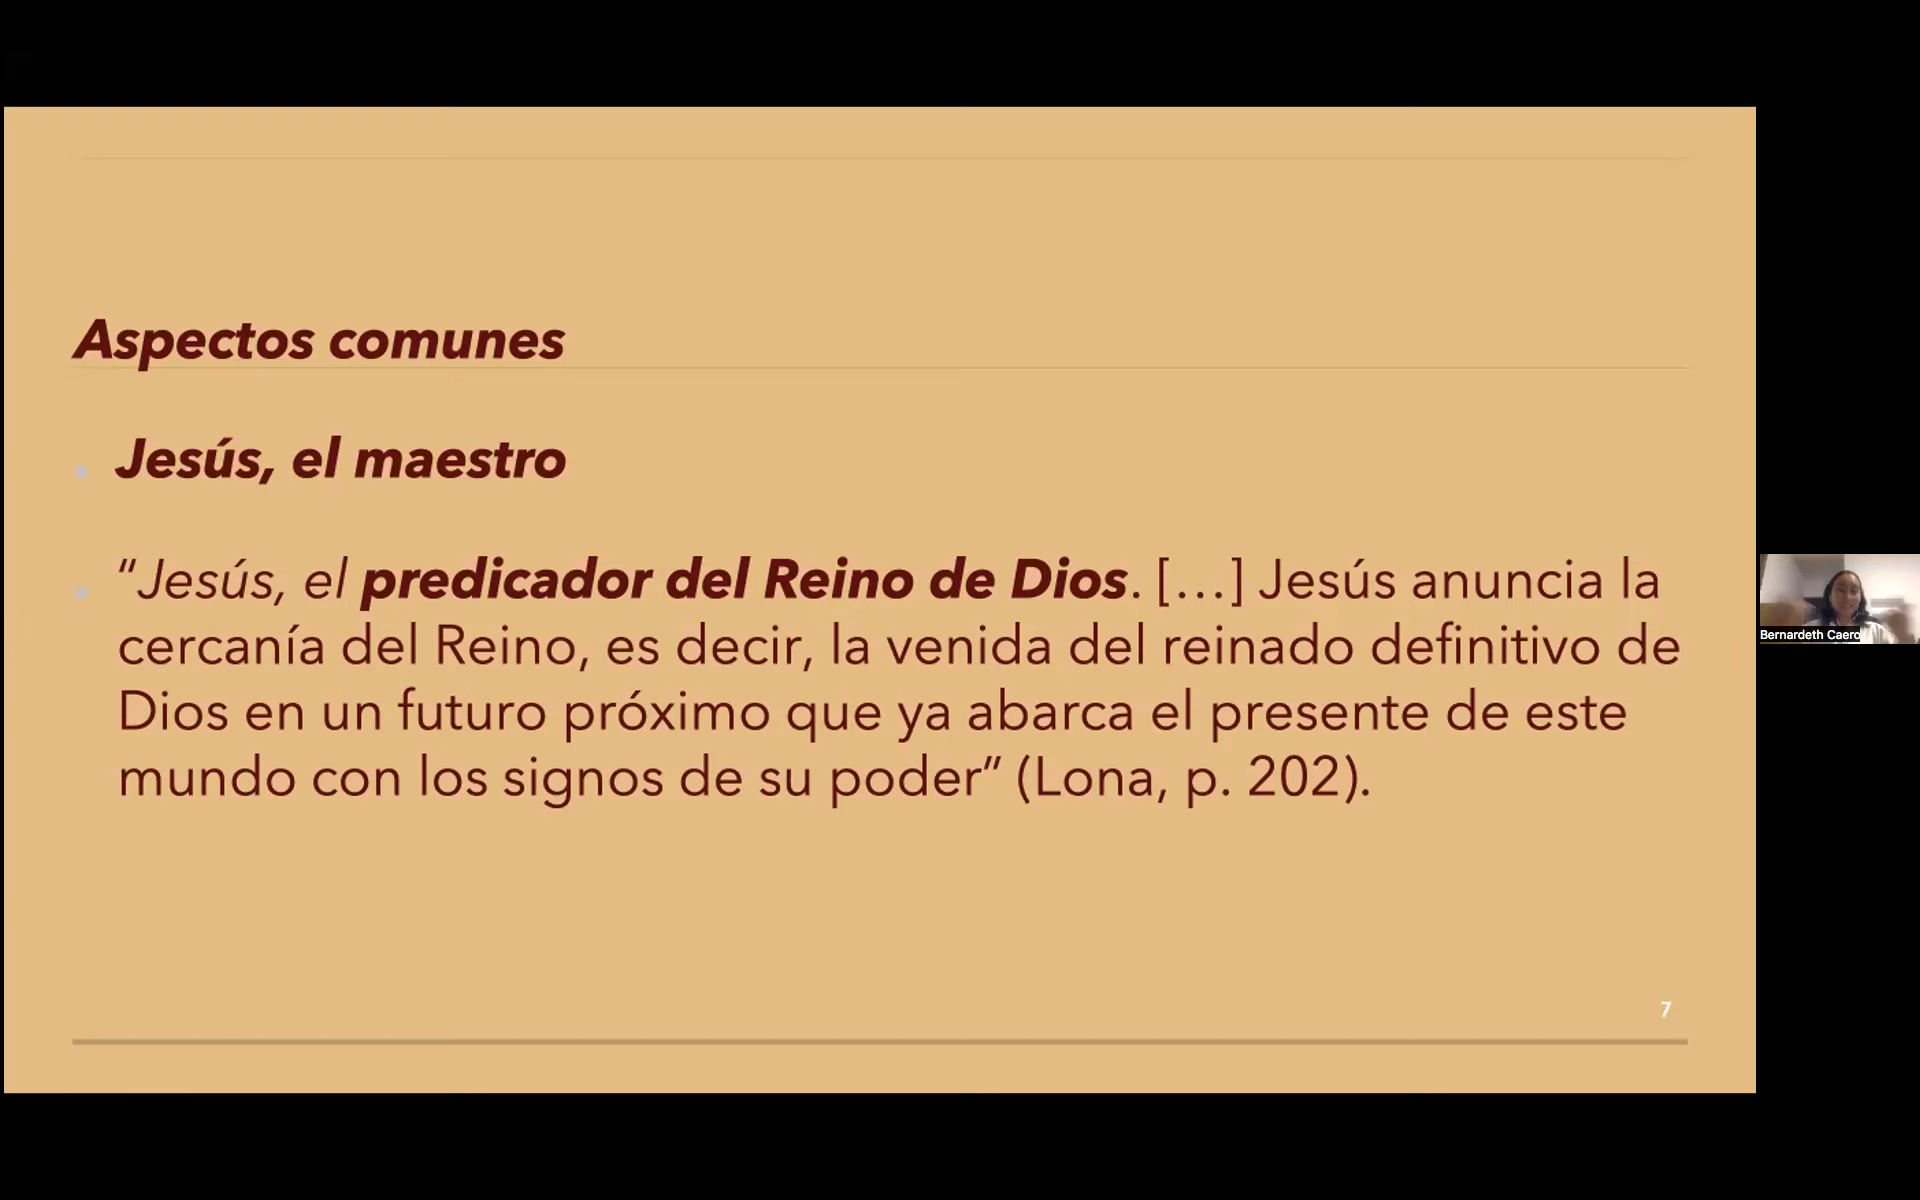 Aspectos comunes
Jesús, el maestro
“Jesús, el predicador del Reino de Dios. […] Jesús anuncia la
cercanía del Reino, es decir, la venida del reinado definitivo de
Dios en un futuro próximo que ya abarca el presente de este
mundo con los signos de su poder” (Lona, p. 202).
Bernardeth Caero
7